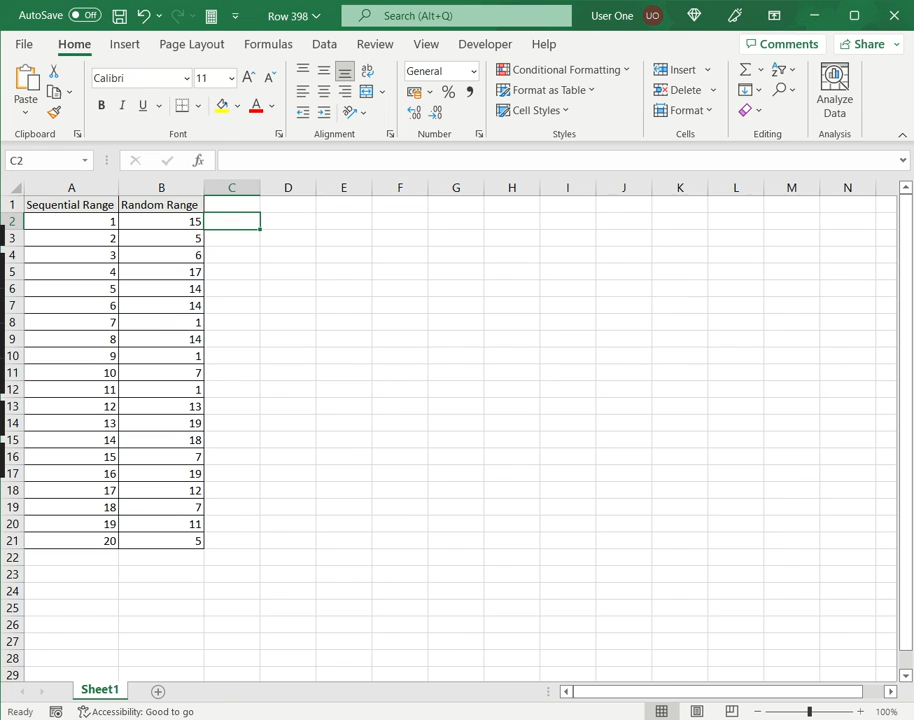 AutoSave Off Row 398 Search (Alt+Q) User One UO
File Home Insert Page Layout Formulas Data Review View Developer Help Comments Share
Paste Calibri 11 A A ab General Conditional Formatting Insert Σ Analyze Data
B I U A % 9 Format as Table Delete
Cell Styles Format
Clipboard Font Alignment Number Styles Cells Editing Analysis
C2 fx
A B C D E F G H I J K L M N
1 Sequential Range Random Range
2 1 15
3 2 5
4 3 6
5 4 17
6 5 14
7 6 14
8 7 1
9 8 14
10 9 1
11 10 7
12 11 1
13 12 13
14 13 19
15 14 18
16 15 7
17 16 19
18 17 12
19 18 7
20 19 11
21 20 5
22
23
24
25
26
27
28
29
Sheet1
Ready Accessibility: Good to go 100%